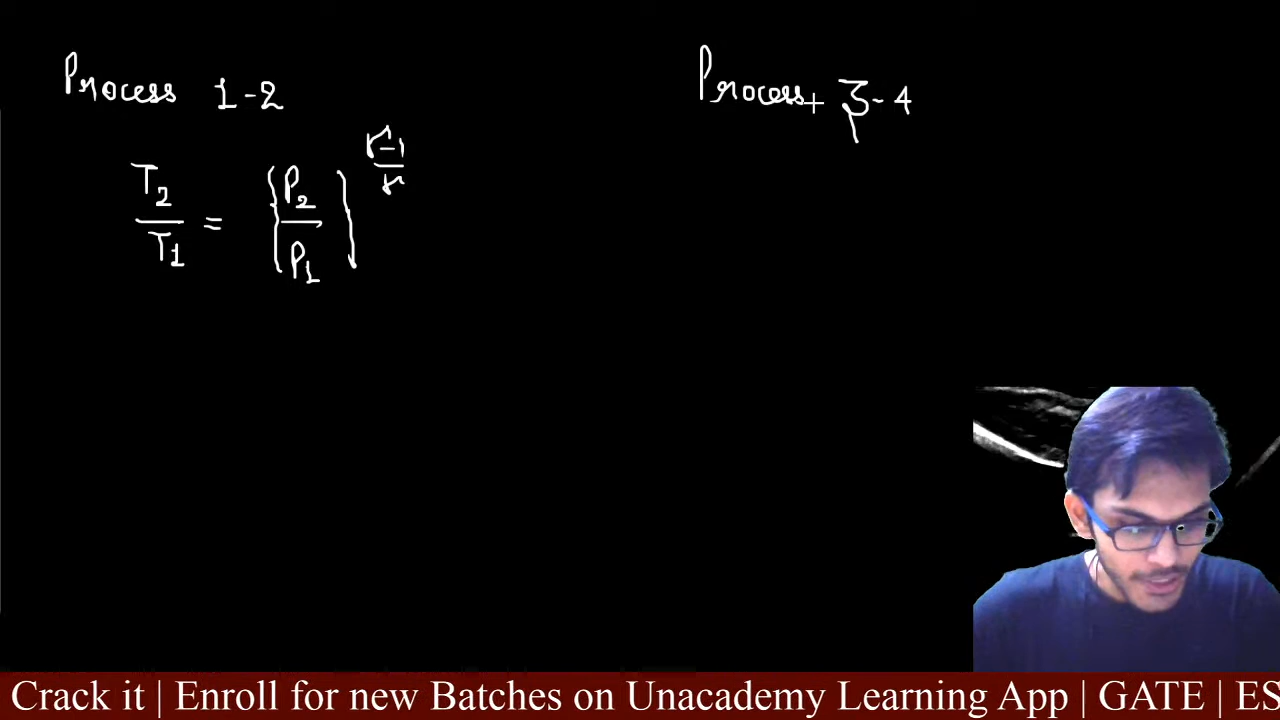 Process 1-2
T2/T1 = {P2/P1}^(r-1)/r
Process 3-4
Crack it | Enroll for new Batches on Unacademy Learning App | GATE | ES